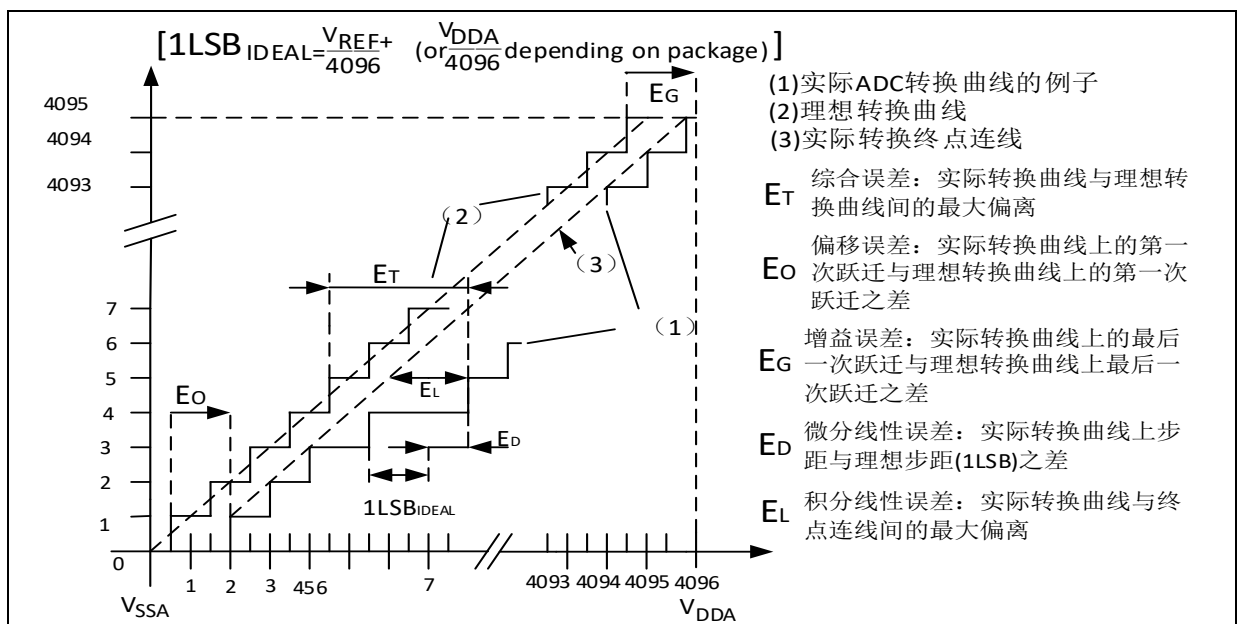 [1LSB IDEAL= VREF+/4096 (or VDDA/4096 depending on package)]
EG
4095
4094
4093
(2)
(3)
ET
7
6
(1)
5
EL
EO
4
3
ED
2
1LSBIDEAL
1
0
1 2 3 456 7 4093 4094 4095 4096
VSSA
VDDA
(1)实际ADC转换曲线的例子
(2)理想转换曲线
(3)实际转换终点连线
ET 综合误差：实际转换曲线与理想转
换曲线间的最大偏离
EO 偏移误差：实际转换曲线上的第一
次跃迁与理想转换曲线上的第一次
跃迁之差
EG 增益误差：实际转换曲线上的最后
一次跃迁与理想转换曲线上最后一
次跃迁之差
ED 微分线性误差：实际转换曲线上步
距与理想步距(1LSB)之差
EL 积分线性误差：实际转换曲线与终
点连线间的最大偏离